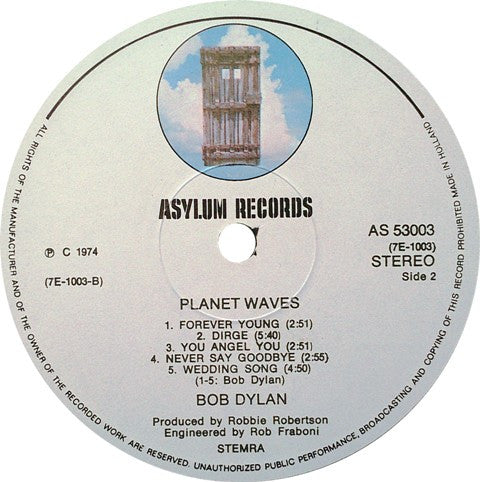 ASYLUM RECORDS
AS 53003
(7E-1003)
STEREO
Side 2
Ⓟ C 1974
(7E-1003-B)
PLANET WAVES
1. FOREVER YOUNG (2:51)
2. DIRGE (5:40)
3. YOU ANGEL YOU (2:51)
4. NEVER SAY GOODBYE (2:55)
5. WEDDING SONG (4:50)
(1-5: Bob Dylan)
BOB DYLAN
Produced by Robbie Robertson
Engineered by Rob Fraboni
STEMRA
ALL RIGHTS OF THE MANUFACTURER AND OF THE OWNER OF THE RECORDED WORK ARE RESERVED. UNAUTHORIZED PUBLIC PERFORMANCE, BROADCASTING AND COPYING OF THIS RECORD PROHIBITED MADE IN HOLLAND